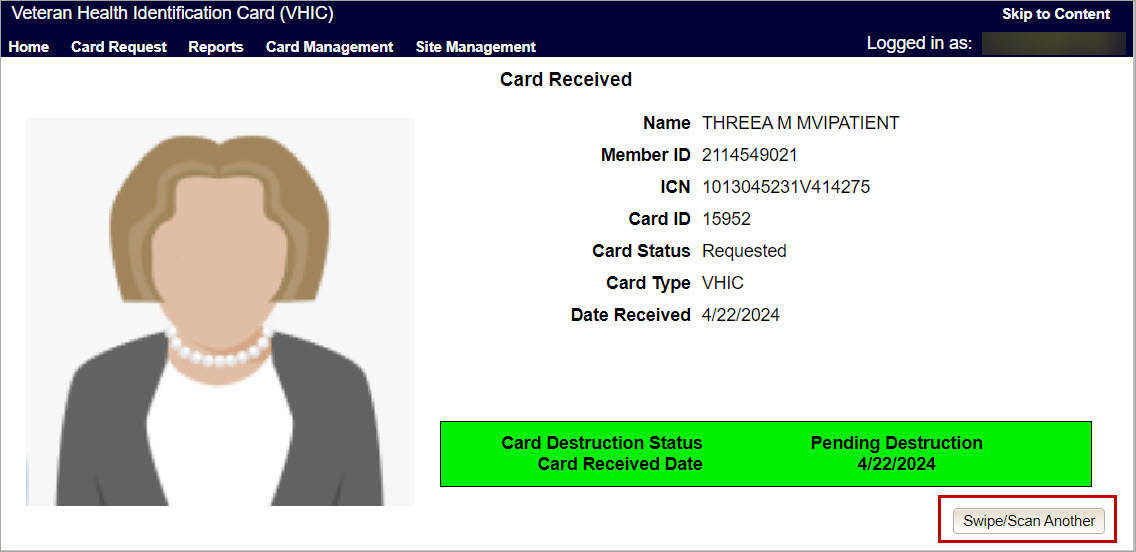 Veteran Health Identification Card (VHIC)
Skip to Content
Home Card Request Reports Card Management Site Management
Logged in as:
Card Received
Name THREEA M MVIPATIENT
Member ID 2114549021
ICN 1013045231V414275
Card ID 15952
Card Status Requested
Card Type VHIC
Date Received 4/22/2024
Card Destruction Status Pending Destruction
Card Received Date 4/22/2024
Swipe/Scan Another